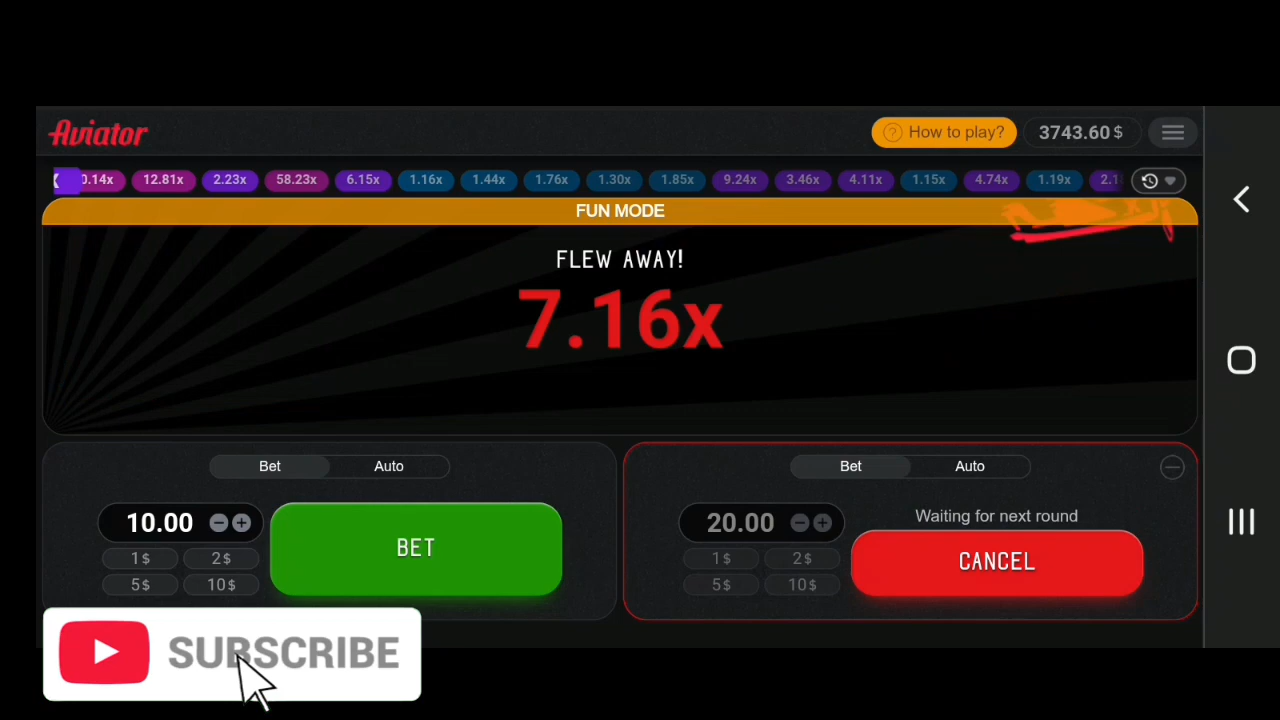 Aviator
How to play?
3743.60 $
0.14x 12.81x 2.23x 58.23x 6.15x 1.16x 1.44x 1.76x 1.30x 1.85x 9.24x 3.46x 4.11x 1.15x 4.74x 1.19x
FUN MODE
FLEW AWAY!
7.16x
Bet Auto
10.00
1$ 2$
5$ 10$
BET
Bet Auto
20.00
1$ 2$
5$ 10$
Waiting for next round
CANCEL
SUBSCRIBE